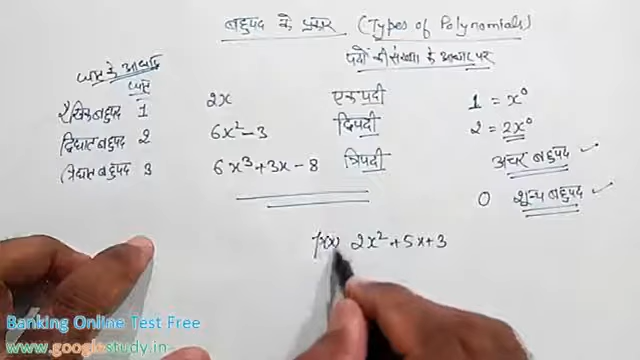 बहुपद के प्रकार (Types of Polynomials)
घात के आधार पदों की संख्या के आधार पर
घात
रैखिक बहुपद 1 2x एकपदी 1 = x⁰
द्विघात बहुपद 2 6x²-3 द्विपदी 2 = 2x⁰
त्रिघात बहुपद 3 6x³+3x-8 त्रिपदी अचर बहुपद
0 शून्य बहुपद
2x²+5x+3
Banking Online Test Free
www.googlestudy.in